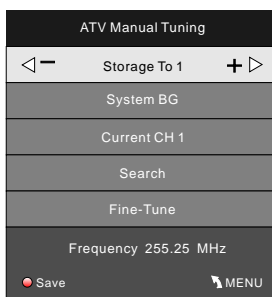 ATV Manual Tuning
Storage To 1
System BG
Current CH 1
Search
Fine-Tune
Frequency 255.25 MHz
Save MENU